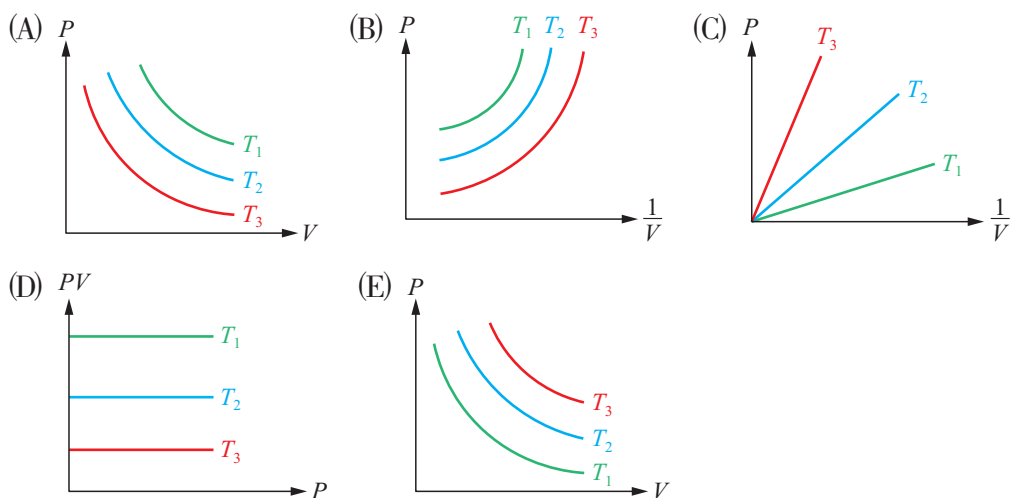 (A)
P
T₁
T₂
T₃
V
(B)
P
T₁ T₂ T₃
1/V
(C)
P
T₃
T₂
T₁
1/V
(D)
PV
T₁
T₂
T₃
P
(E)
P
T₃
T₂
T₁
V